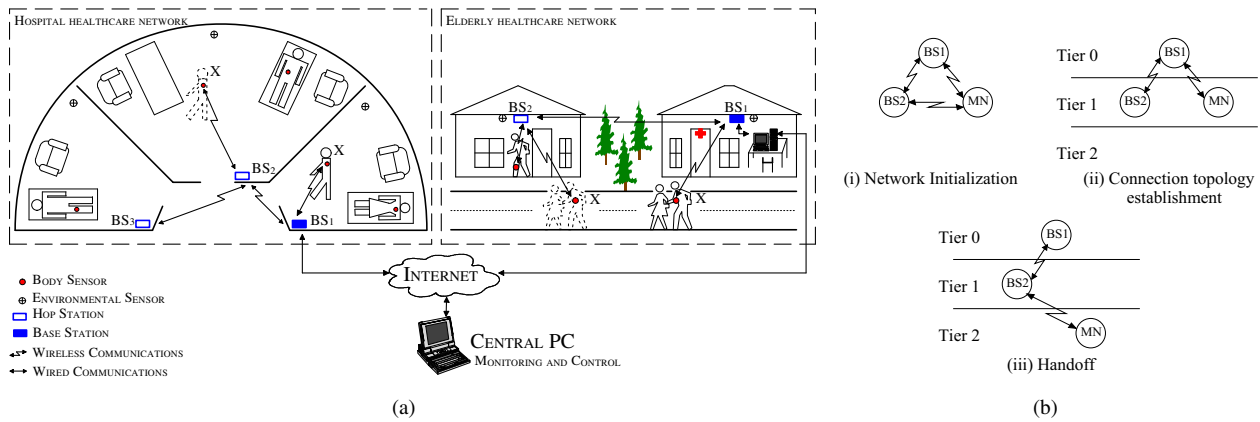 HOSPITAL HEALTHCARE NETWORK
X
BS2
X
BS3
BS1
ELDERLY HEALTHCARE NETWORK
BS2
BS1
X
X
BODY SENSOR
ENVIRONMENTAL SENSOR
HOP STATION
BASE STATION
WIRELESS COMMUNICATIONS
WIRED COMMUNICATIONS
INTERNET
CENTRAL PC
MONITORING AND CONTROL
(a)
BS1
BS2
MN
(i) Network Initialization
Tier 0
Tier 1
Tier 2
BS1
BS2
MN
(ii) Connection topology
establishment
Tier 0
Tier 1
Tier 2
BS1
BS2
MN
(iii) Handoff
(b)